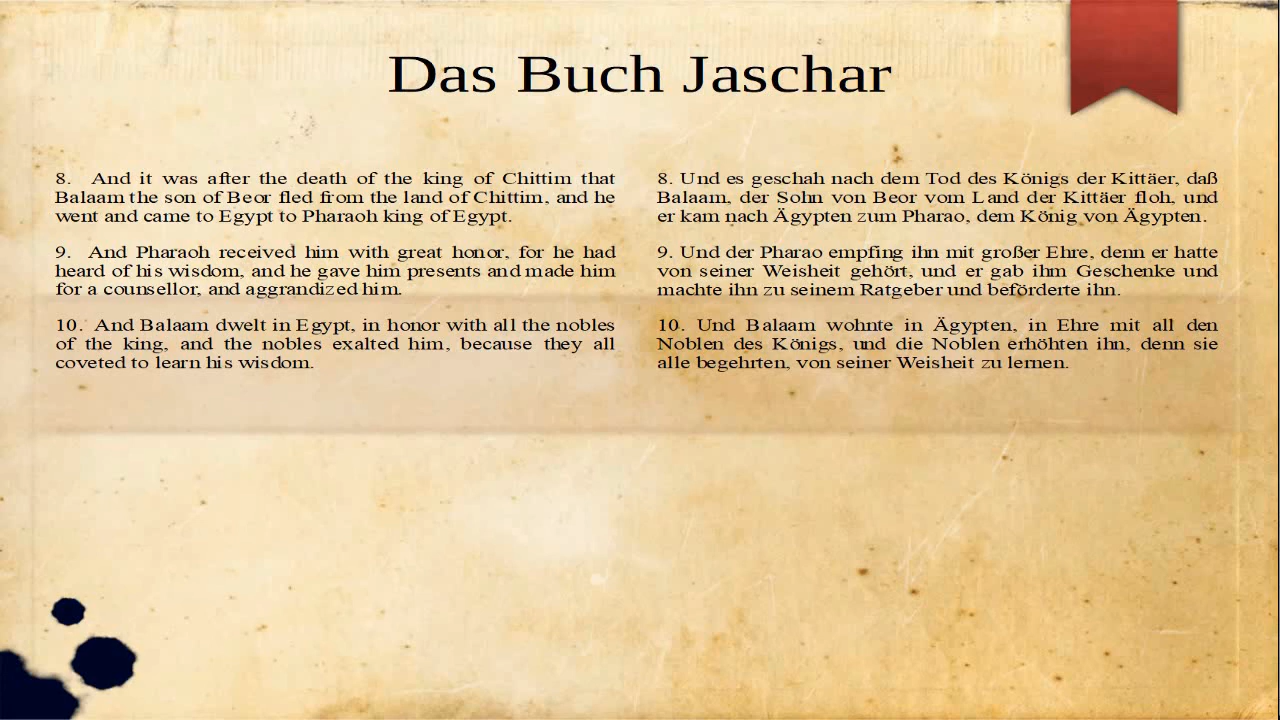 Das Buch Jaschar
8. And it was after the death of the king of Chittim that
Balaam the son of Beor fled from the land of Chittim, and he
went and came to Egypt to Pharaoh king of Egypt.
9. And Pharaoh received him with great honor, for he had
heard of his wisdom, and he gave him presents and made him
for a counsellor, and aggrandized him.
10. And Balaam dwelt in Egypt, in honor with all the nobles
of the king, and the nobles exalted him, because they all
coveted to learn his wisdom.
8. Und es geschah nach dem Tod des Königs der Kittäer, daß
Balaam, der Sohn von Beor vom Land der Kittäer floh, und
er kam nach Ägypten zum Pharao, dem König von Ägypten.
9. Und der Pharao empfing ihn mit großer Ehre, denn er hatte
von seiner Weisheit gehört, und er gab ihm Geschenke und
machte ihn zu seinem Ratgeber und beförderte ihn.
10. Und Balaam wohnte in Ägypten, in Ehre mit all den
Noblen des Königs, und die Noblen erhöhten ihn, denn sie
alle begehrten, von seiner Weisheit zu lernen.